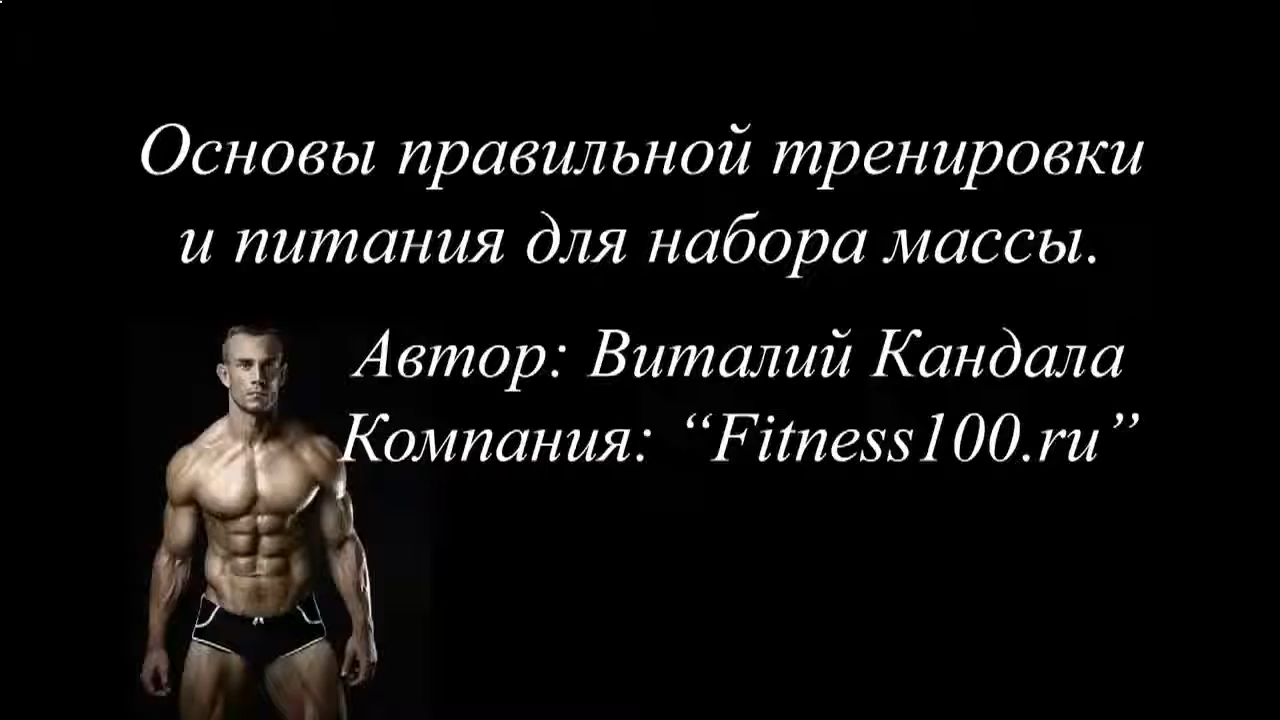 Основы правильной тренировки
и питания для набора массы.
Автор: Виталий Кандала
Компания: “Fitness100.ru”